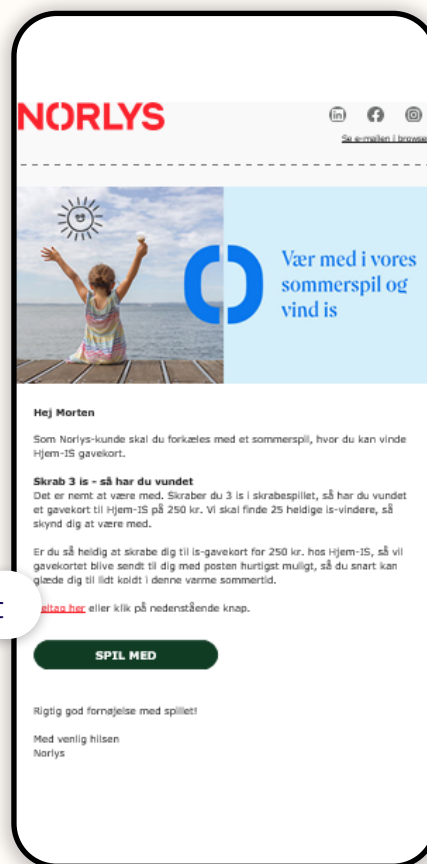 NORLYS
Se e-mailen i browse
Vær med i vores
sommerspil og
vind is
Hej Morten
Som Norlys-kunde skal du forkæles med et sommerspil, hvor du kan vinde
Hjem-IS gavekort.
Skrab 3 is - så har du vundet
Det er nemt at være med. Skraber du 3 is i skrabespillet, så har du vundet
et gavekort til Hjem-IS på 250 kr. Vi skal finde 25 heldige is-vindere, så
skynd dig at være med.
Er du så heldig at skrabe dig til is-gavekort for 250 kr. hos Hjem-IS, så vil
gavekortet blive sendt til dig med posten hurtigst muligt, så du snart kan
glæde dig til lidt koldt i denne varme sommertid.
eltag her eller klik på nedenstående knap.
SPIL MED
Rigtig god fornøjelse med spillet!
Med venlig hilsen
Norlys